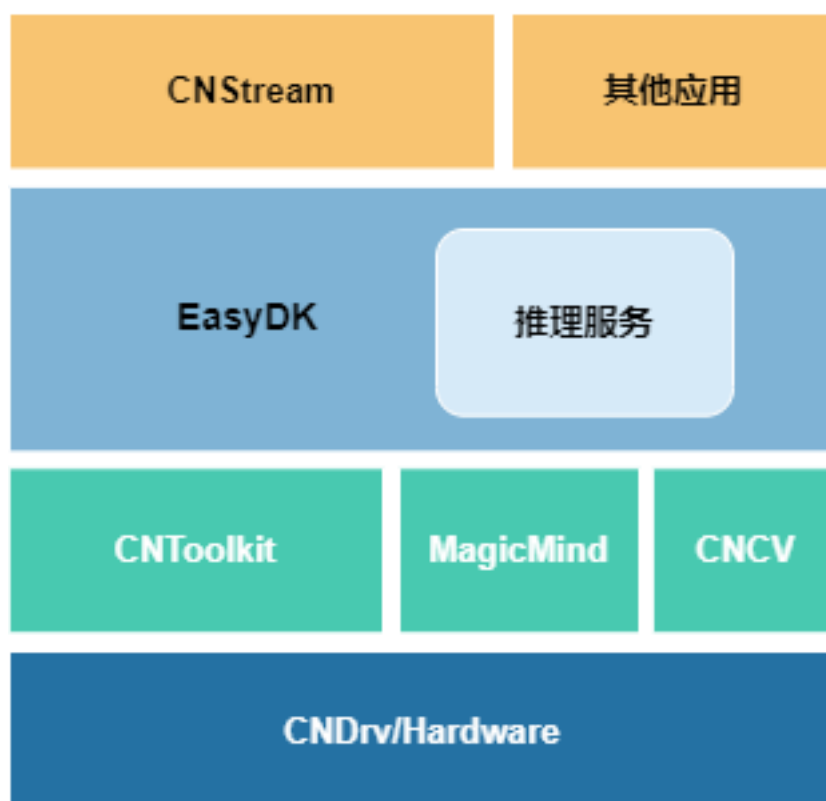 CNStream
其他应用
EasyDK
推理服务
CNToolkit
MagicMind
CNCV
CNDrv/Hardware